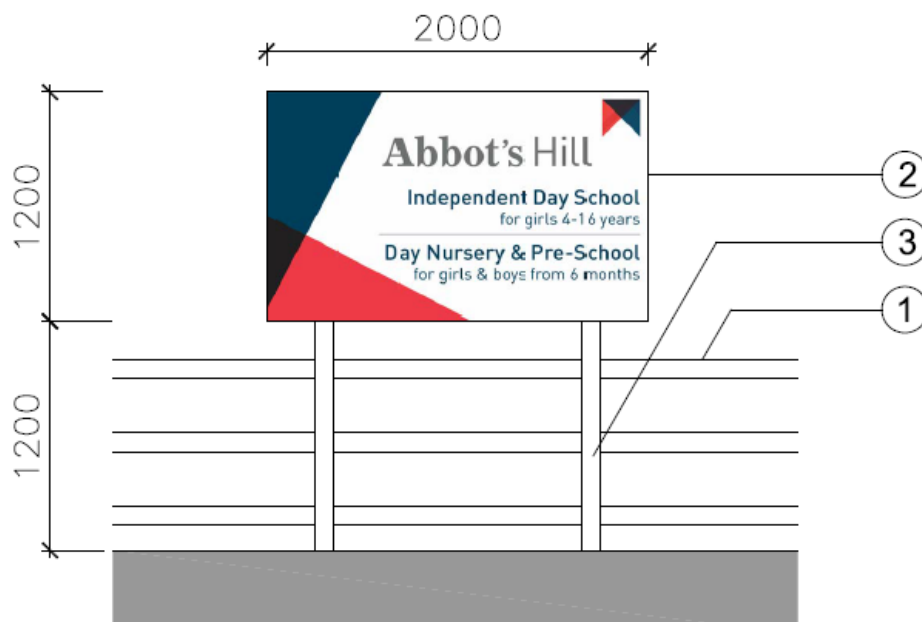 2000
1200
Abbot's Hill
Independent Day School
for girls 4-16 years
Day Nursery & Pre-School
for girls & boys from 6 months
1200
2
3
1